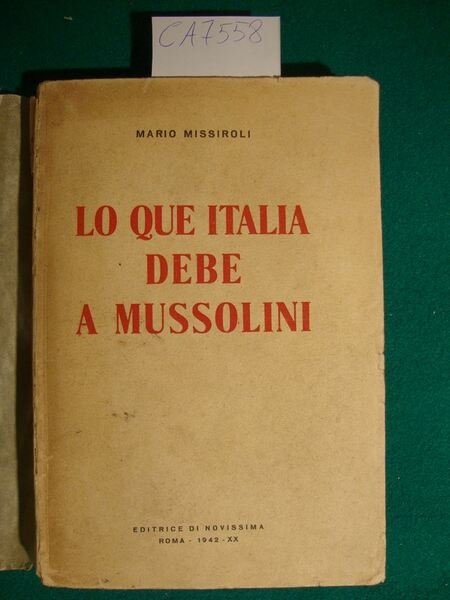 CA7558
MARIO MISSIROLI
LO QUE ITALIA
DEBE
A MUSSOLINI
EDITRICE DI NOVISSIMA
ROMA - 1942 - XX